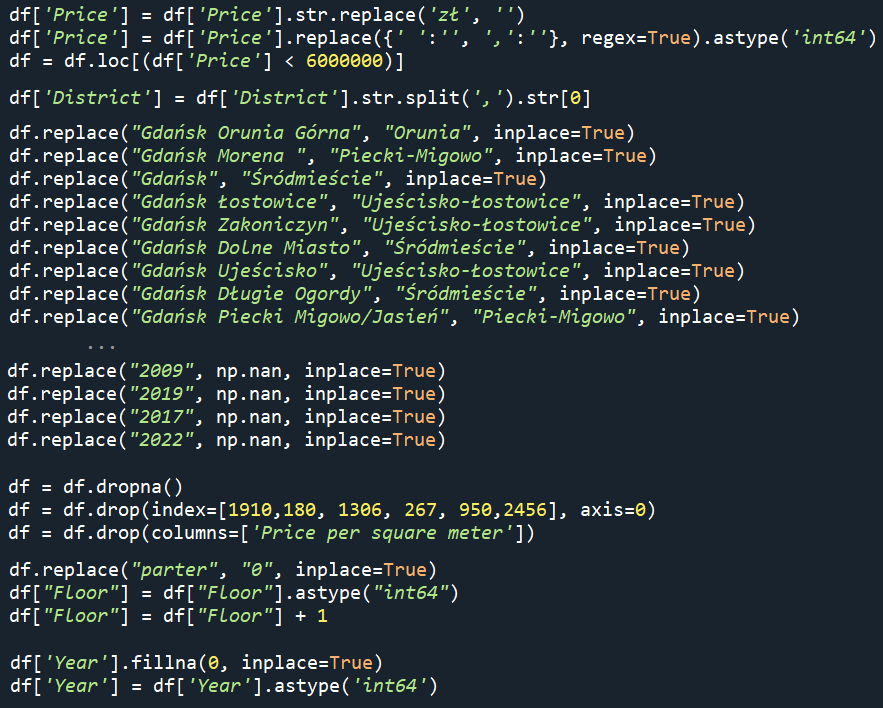 df['Price'] = df['Price'].str.replace('zł', '')
df['Price'] = df['Price'].replace({' ':'', ',':''}, regex=True).astype('int64')
df = df.loc[(df['Price'] < 6000000)]
df['District'] = df['District'].str.split(',').str[0]
df.replace("Gdańsk Orunia Górna", "Orunia", inplace=True)
df.replace("Gdańsk Morena ", "Piecki-Migowo", inplace=True)
df.replace("Gdańsk", "Śródmieście", inplace=True)
df.replace("Gdańsk Łostowice", "Ujeścisko-Łostowice", inplace=True)
df.replace("Gdańsk Zakoniczyn", "Ujeścisko-Łostowice", inplace=True)
df.replace("Gdańsk Dolne Miasto", "Śródmieście", inplace=True)
df.replace("Gdańsk Ujeścisko", "Ujeścisko-Łostowice", inplace=True)
df.replace("Gdańsk Długie Ogordy", "Śródmieście", inplace=True)
df.replace("Gdańsk Piecki Migowo/Jasień", "Piecki-Migowo", inplace=True)
...
df.replace("2009", np.nan, inplace=True)
df.replace("2019", np.nan, inplace=True)
df.replace("2017", np.nan, inplace=True)
df.replace("2022", np.nan, inplace=True)
df = df.dropna()
df = df.drop(index=[1910,180, 1306, 267, 950,2456], axis=0)
df = df.drop(columns=['Price per square meter'])
df.replace("parter", "0", inplace=True)
df["Floor"] = df["Floor"].astype("int64")
df["Floor"] = df["Floor"] + 1
df['Year'].fillna(0, inplace=True)
df['Year'] = df['Year'].astype('int64')